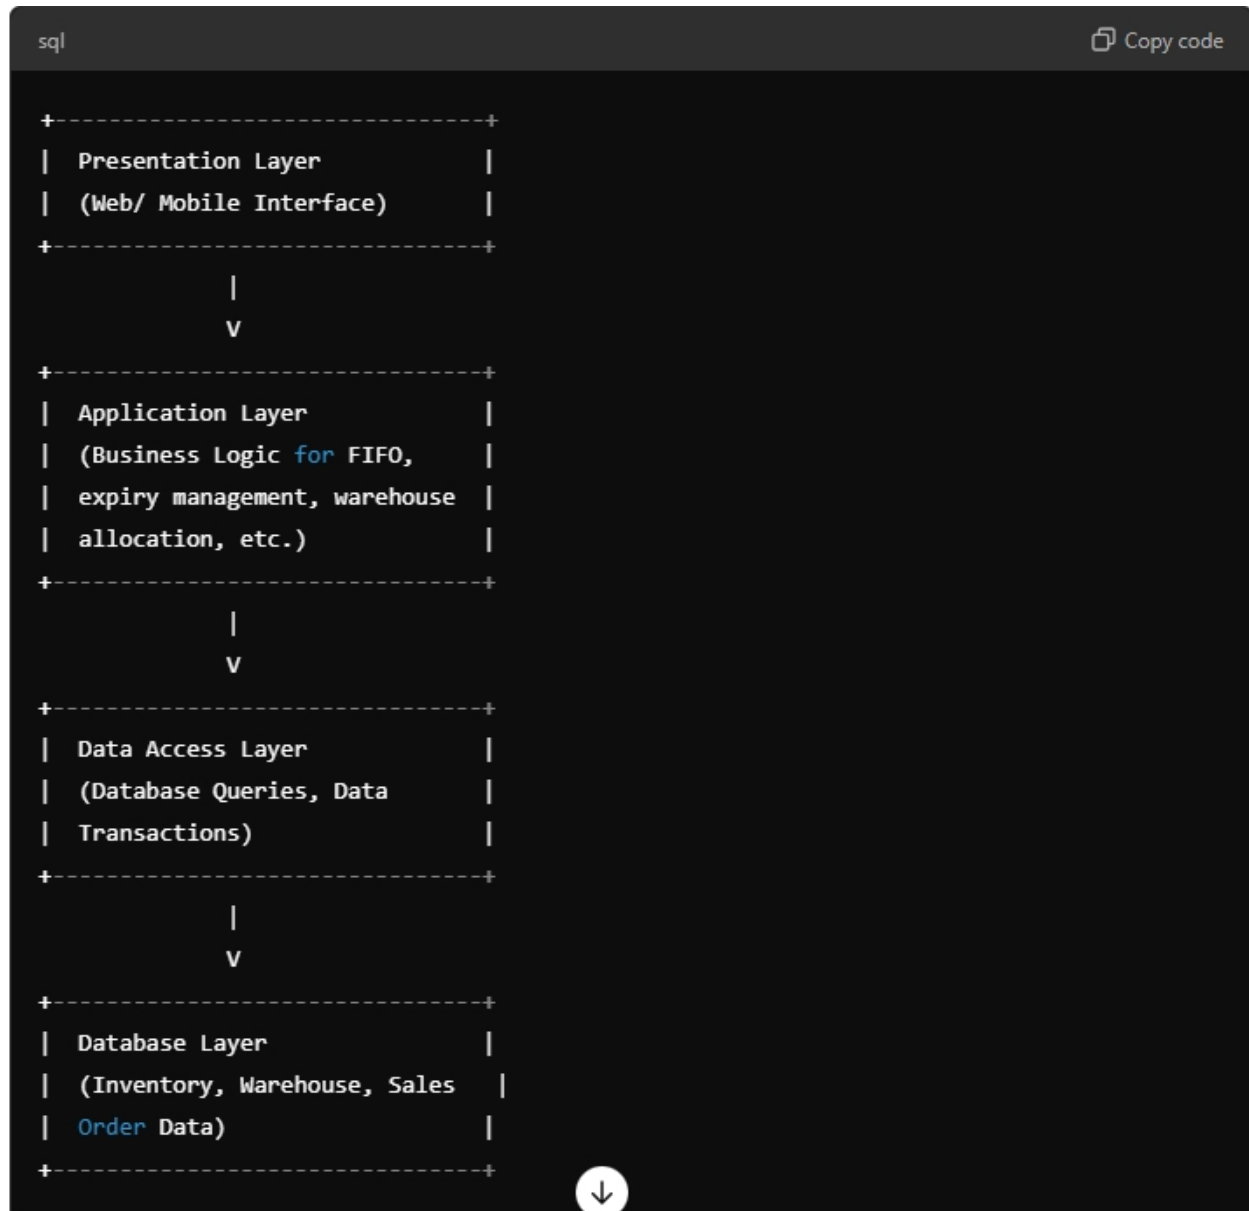 sql
Copy code
+--------------------------------+
|  Presentation Layer            |
|  (Web/ Mobile Interface)       |
+--------------------------------+
              |
              v
+--------------------------------+
|  Application Layer             |
|  (Business Logic for FIFO,     |
|  expiry management, warehouse  |
|  allocation, etc.)             |
+--------------------------------+
              |
              v
+--------------------------------+
|  Data Access Layer             |
|  (Database Queries, Data       |
|  Transactions)                 |
+--------------------------------+
              |
              v
+--------------------------------+
|  Database Layer                |
|  (Inventory, Warehouse, Sales   |
|  Order Data)                   |
+--------------------------------+